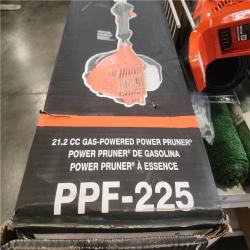 21.2 CC GAS-POWERED POWER PRUNER®
POWER PRUNER® DE GASOLINA
POWER PRUNER® À ESSENCE
PPF-225